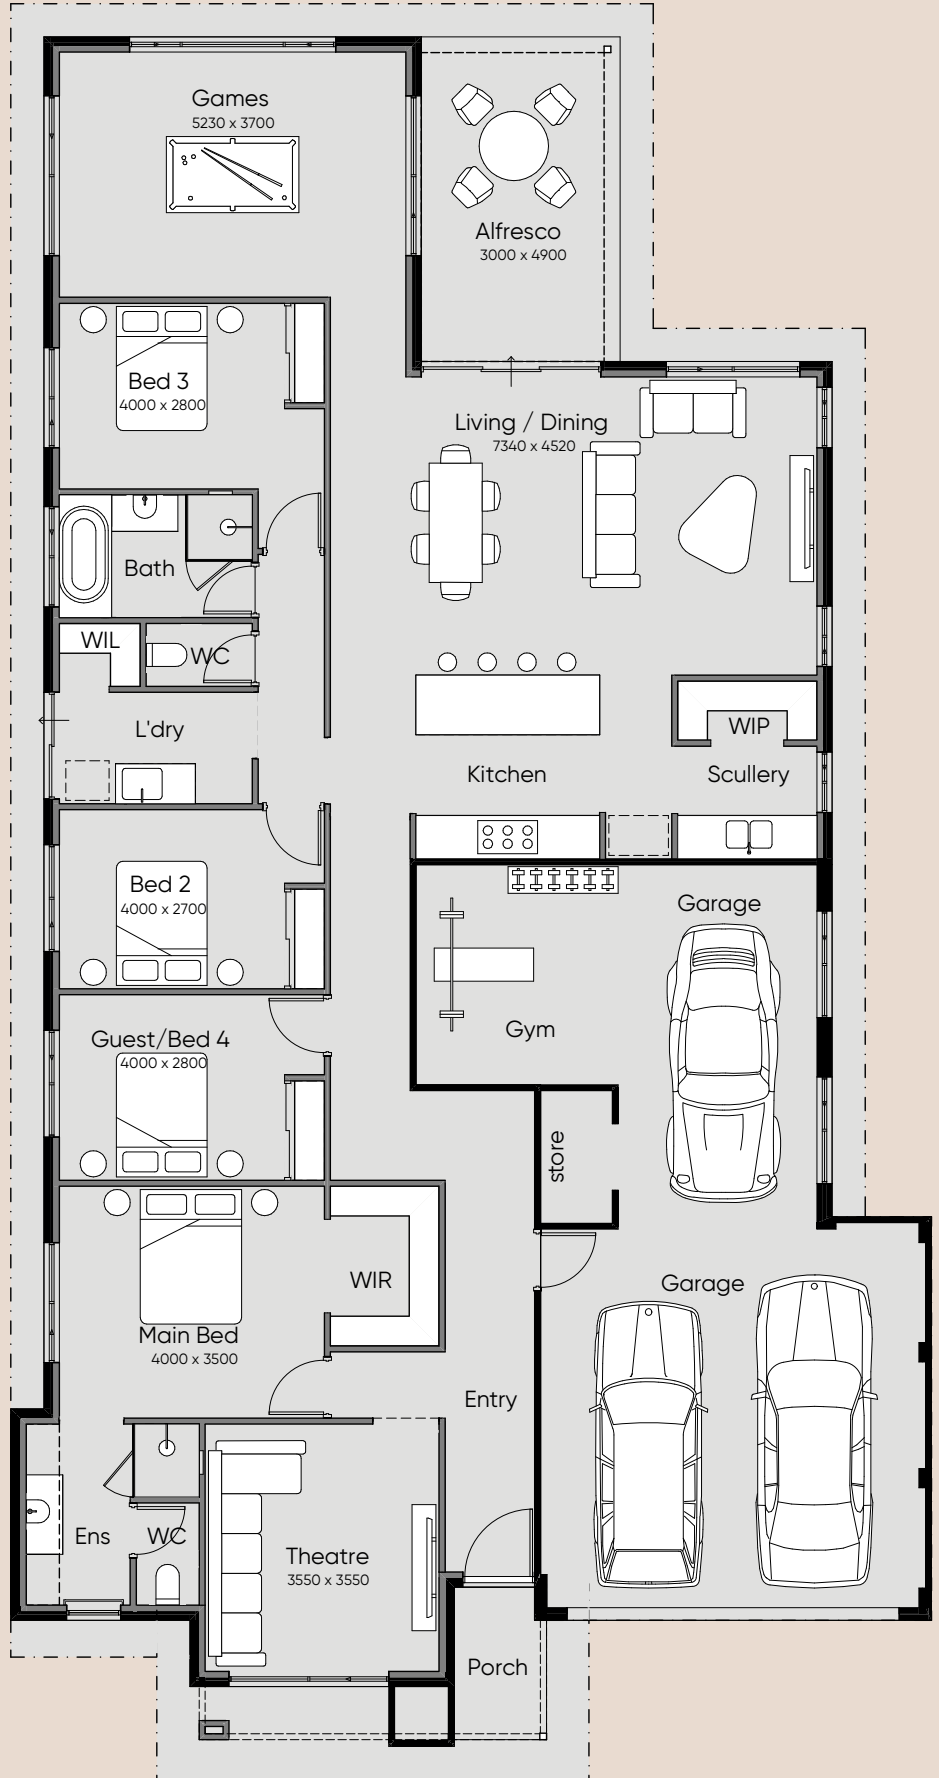 Games
5230 x 3700
Alfresco
3000 x 4900
Bed 3
4000 x 2800
Living / Dining
7340 x 4520
Bath
WIL
WC
L'dry
WIP
Kitchen
Scullery
Bed 2
4000 x 2700
Garage
Gym
Guest/Bed 4
4000 x 2800
store
WIR
Garage
Main Bed
4000 x 3500
Entry
Ens
WC
Theatre
3550 x 3550
Porch